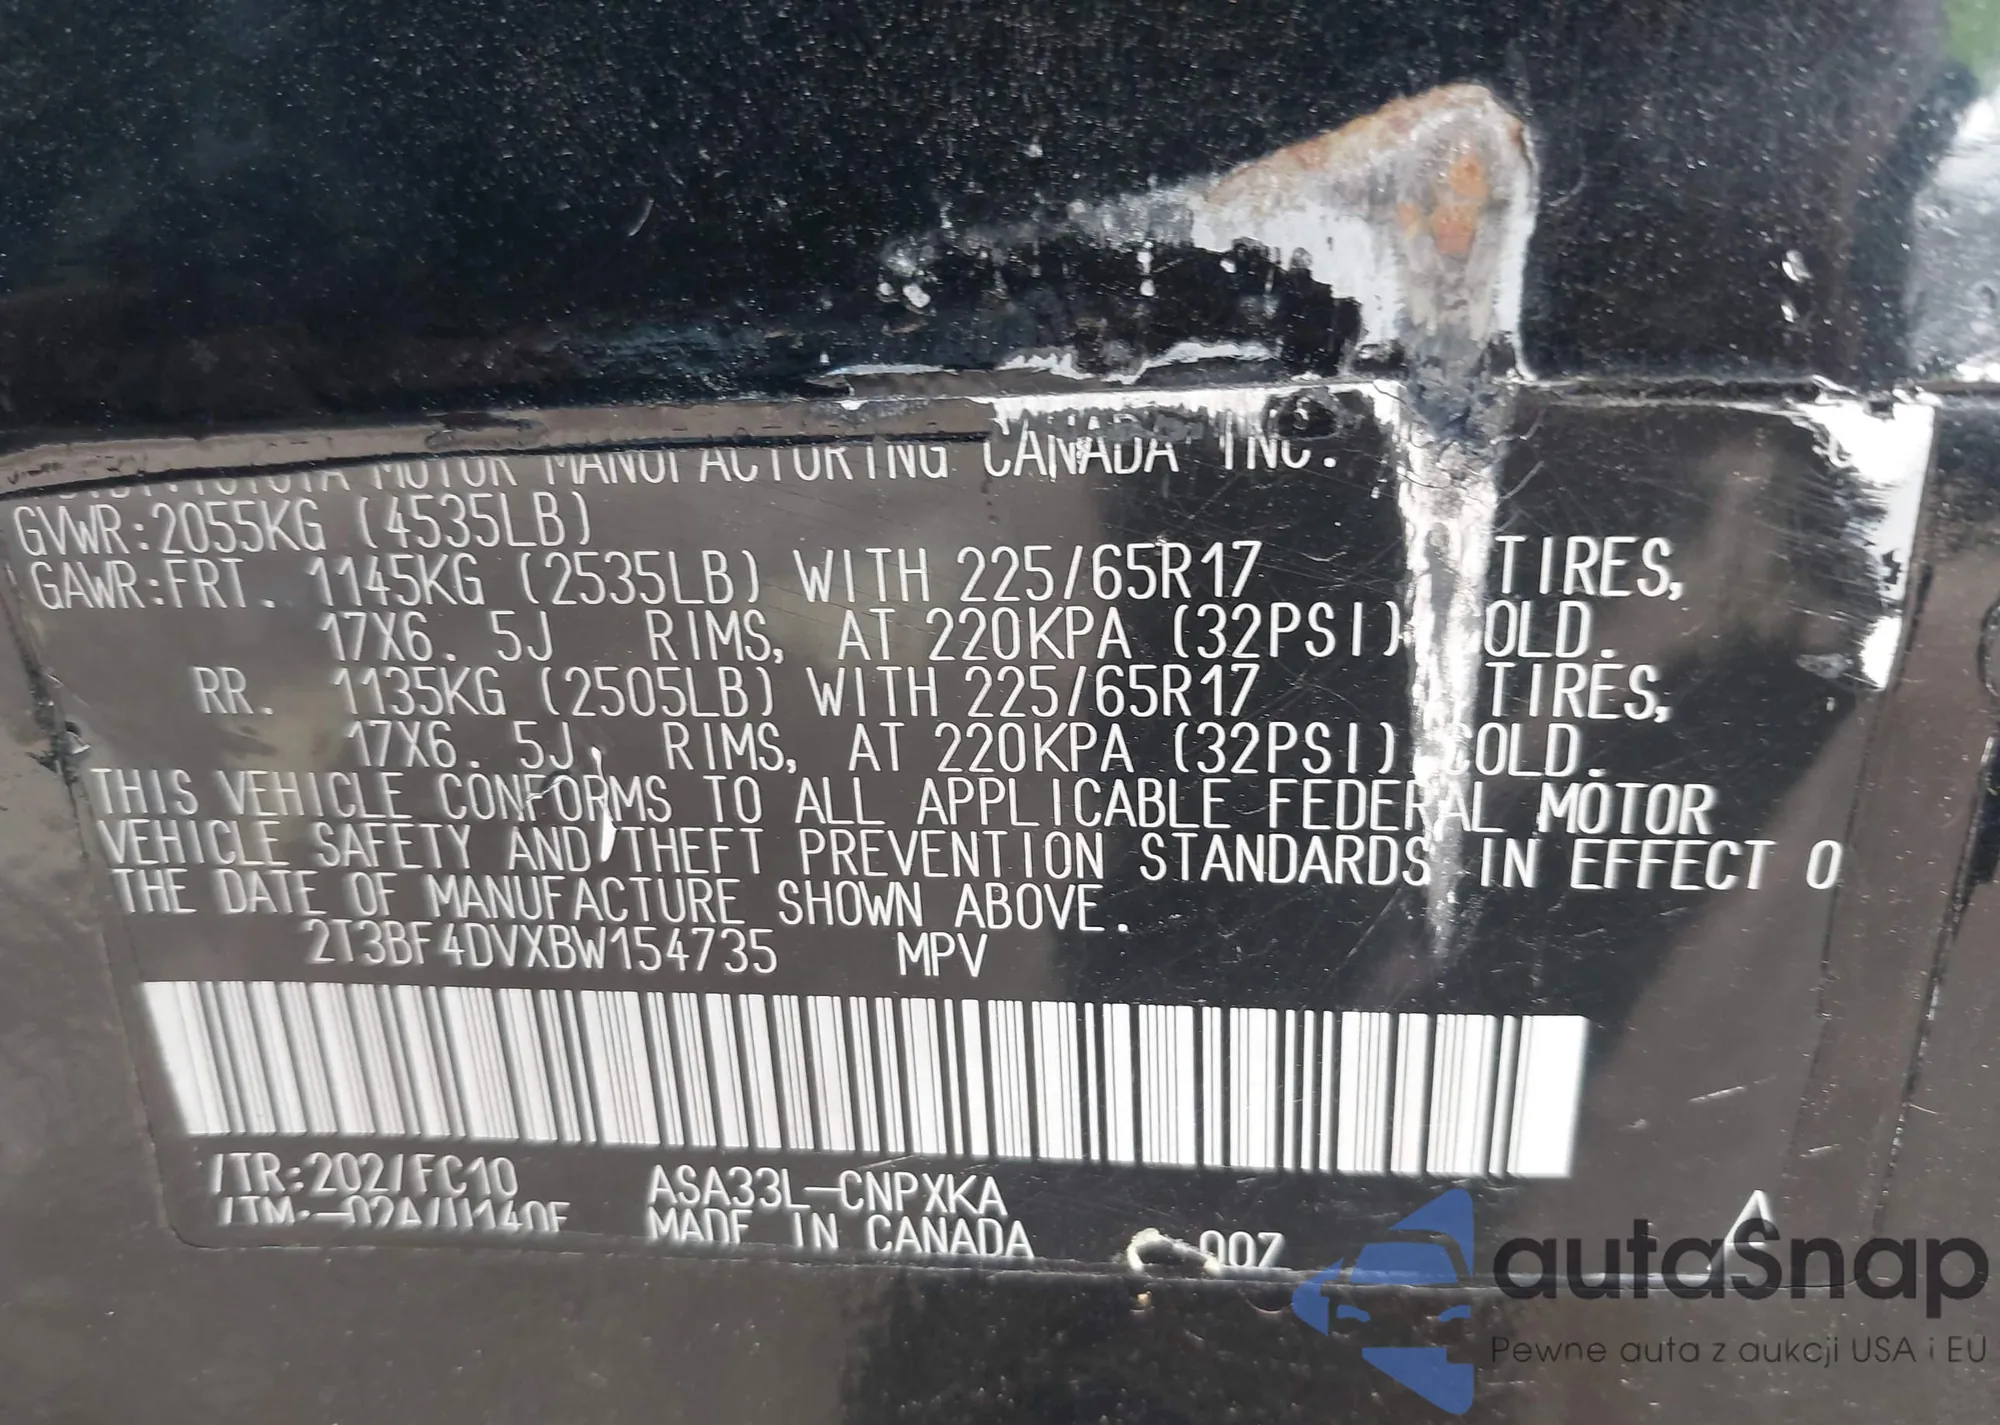 MOTOR MANUFACTURING CANADA INC.
GVWR:2055KG (4535LB)
GAWR:FRT. 1145KG (2535LB) WITH 225/65R17 TIRES,
17X6. 5J RIMS, AT 220KPA (32PSI) OLD.
RR. 1135KG (2505LB) WITH 225/65R17 TIRES,
17X6. 5J, RIMS, AT 220KPA (32PSI) COLD.
THIS VEHICLE CONFORMS TO ALL APPLICABLE FEDERAL MOTOR
VEHICLE SAFETY AND THEFT PREVENTION STANDARDS IN EFFECT O
THE DATE OF MANUFACTURE SHOWN ABOVE.
2T3BF4DVXBW154735 MPV
/TR:202/FC10 ASA33L-CNPXKA
MADE IN CANADA 00Z A
autaSnap
Pewne auta z aukcji USA i EU